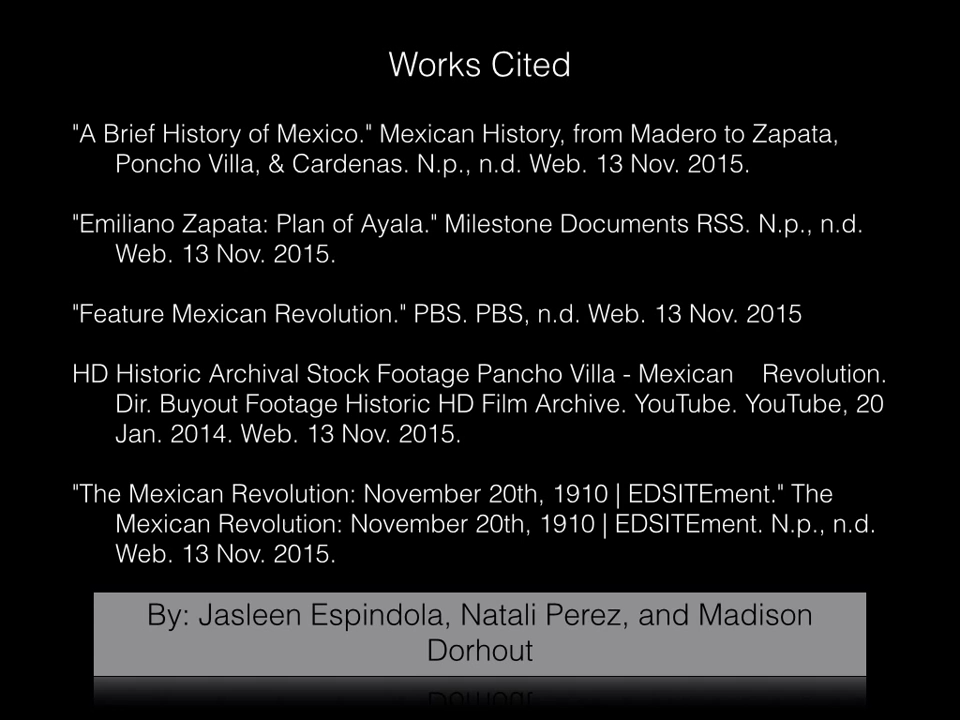 Works Cited
"A Brief History of Mexico." Mexican History, from Madero to Zapata,
Poncho Villa, & Cardenas. N.p., n.d. Web. 13 Nov. 2015.
"Emiliano Zapata: Plan of Ayala." Milestone Documents RSS. N.p., n.d.
Web. 13 Nov. 2015.
"Feature Mexican Revolution." PBS. PBS, n.d. Web. 13 Nov. 2015
HD Historic Archival Stock Footage Pancho Villa - Mexican    Revolution.
Dir. Buyout Footage Historic HD Film Archive. YouTube. YouTube, 20
Jan. 2014. Web. 13 Nov. 2015.
"The Mexican Revolution: November 20th, 1910 | EDSITEment." The
Mexican Revolution: November 20th, 1910 | EDSITEment. N.p., n.d.
Web. 13 Nov. 2015.
By: Jasleen Espindola, Natali Perez, and Madison
Dorhout